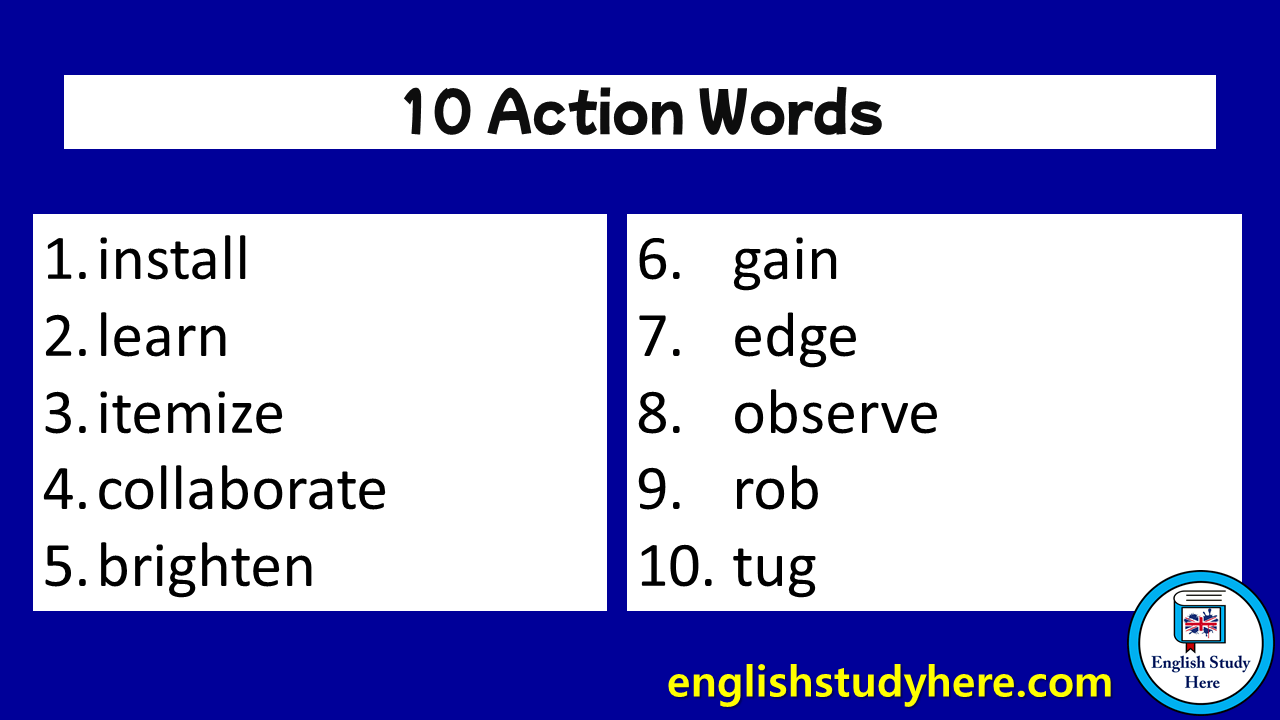 10 Action Words
1. install
2. learn
3. itemize
4. collaborate
5. brighten
6. gain
7. edge
8. observe
9. rob
10. tug
englishstudyhere.com
English Study
Here